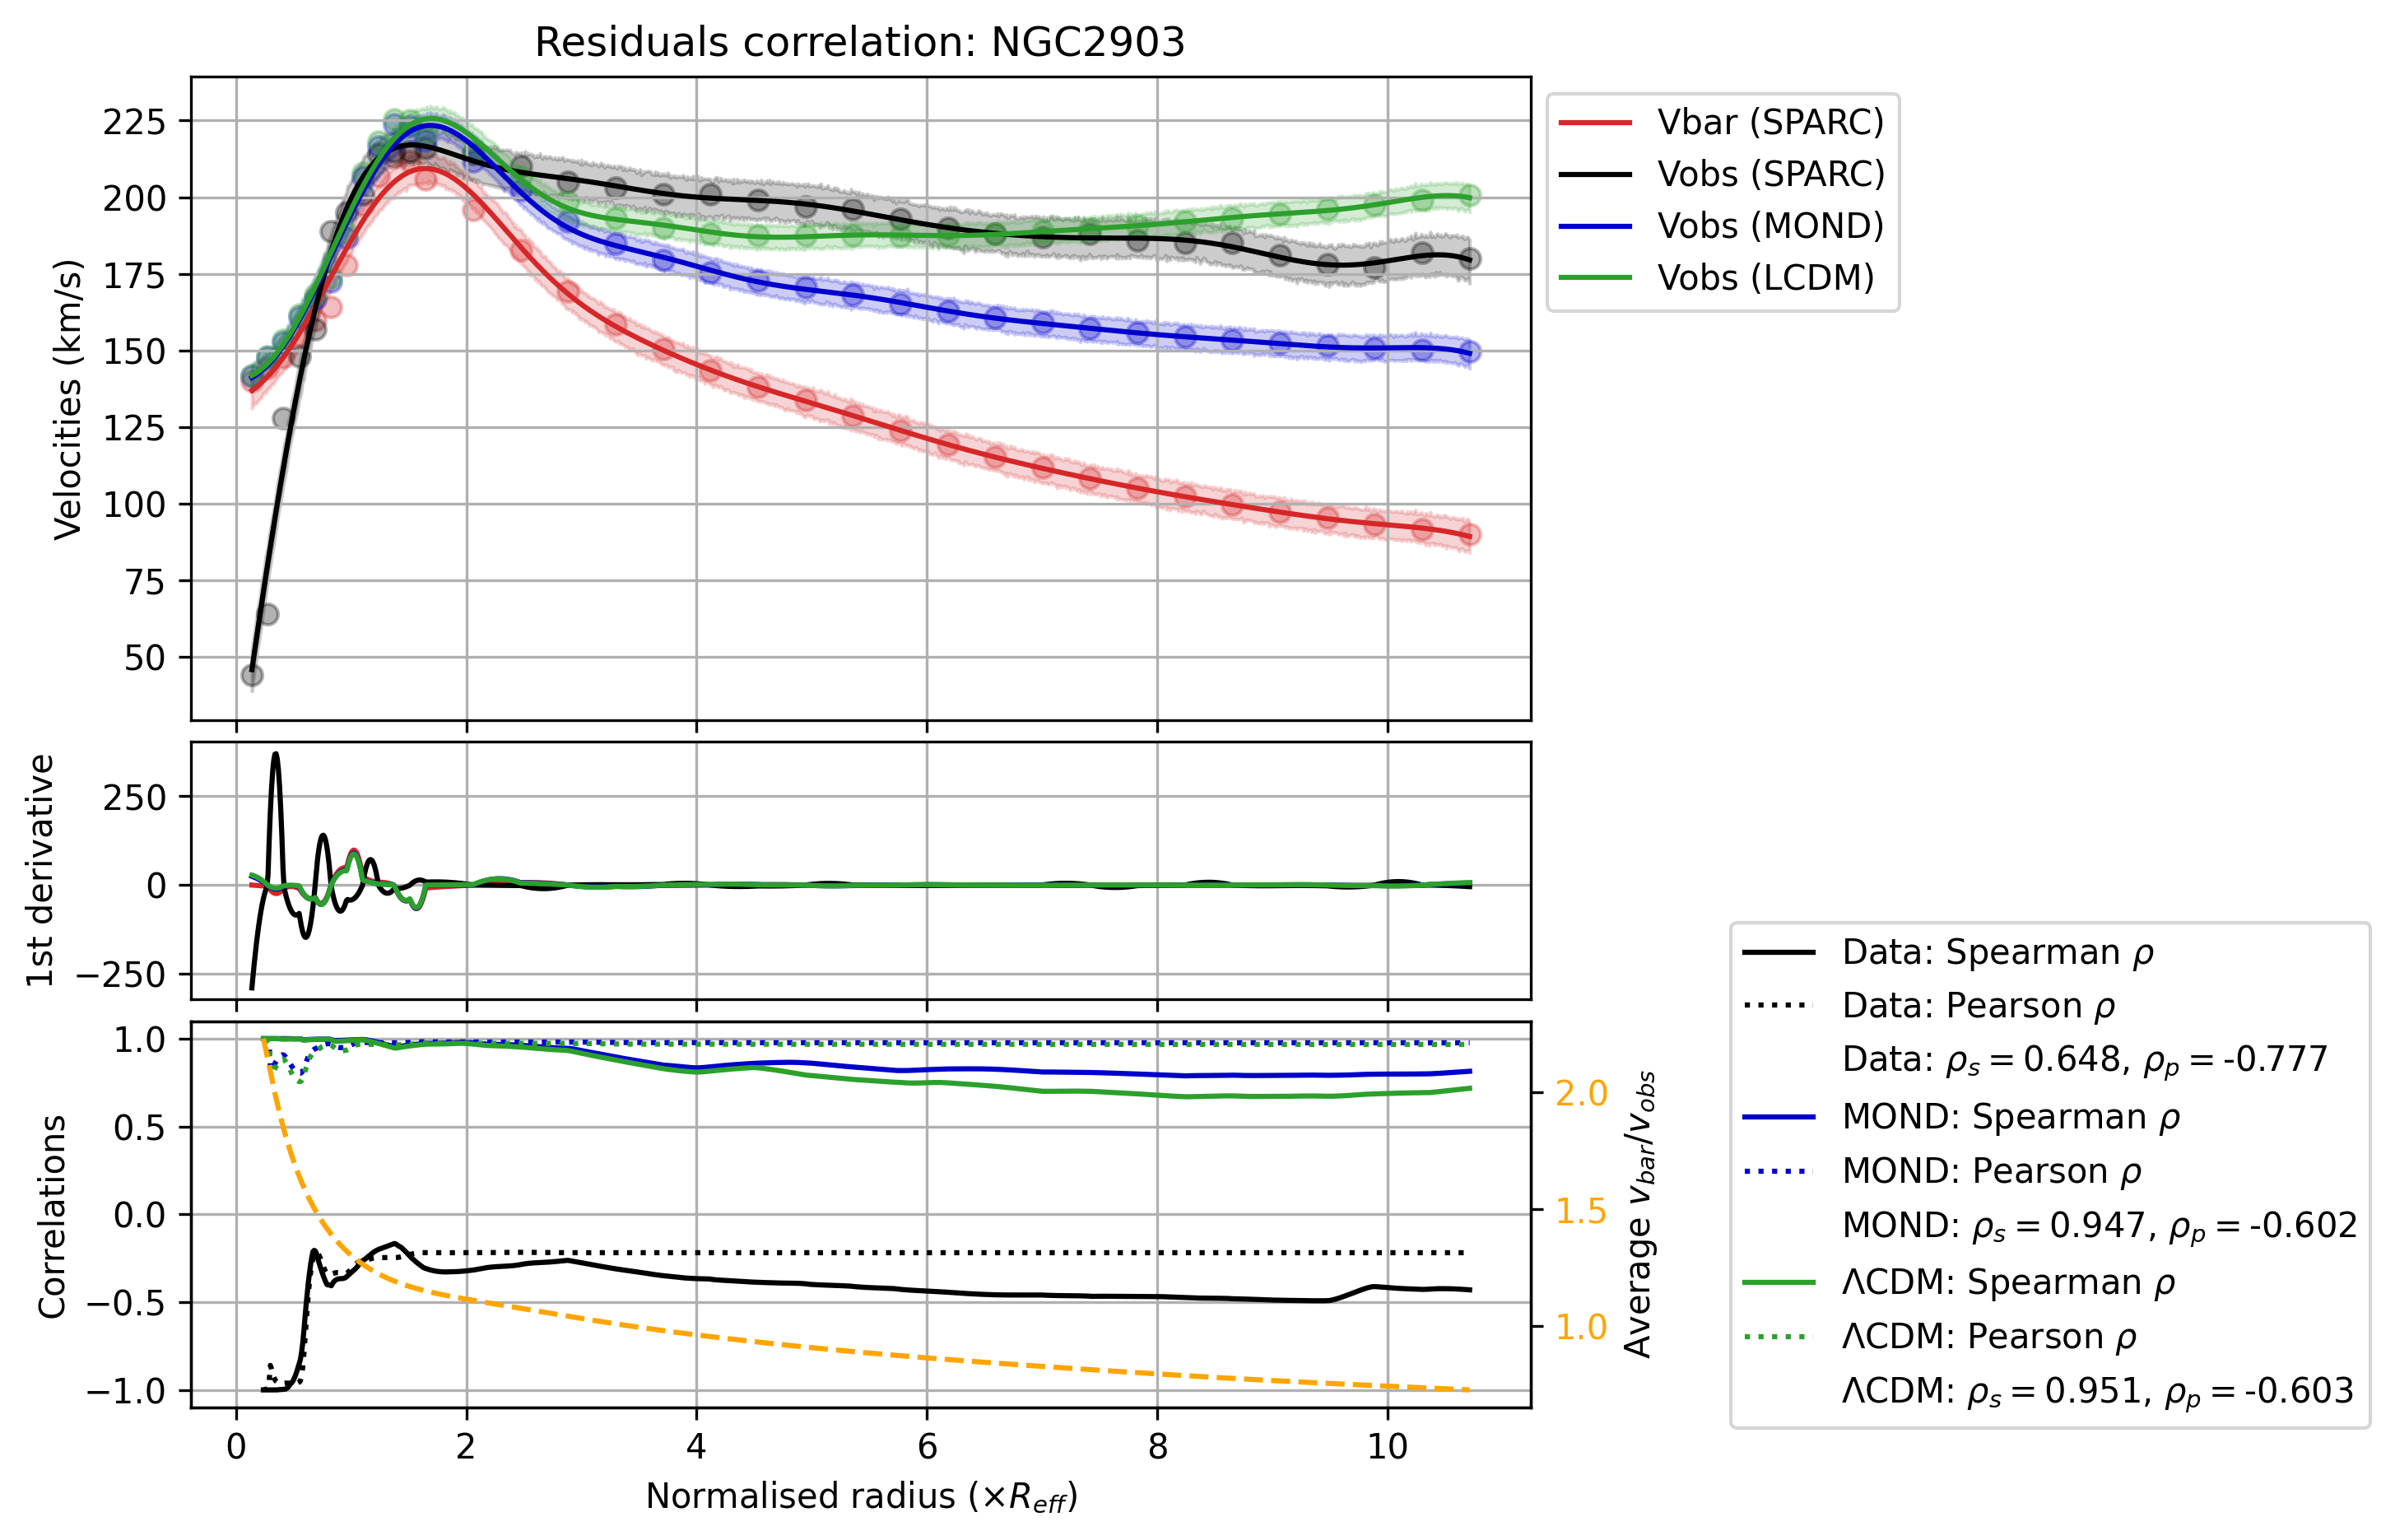 Residuals correlation: NGC2903
Velocities (km/s)
225
200
175
150
125
100
75
50
Vbar (SPARC)
Vobs (SPARC)
Vobs (MOND)
Vobs (LCDM)
1st derivative
250
0
−250
Correlations
1.0
0.5
0.0
−0.5
−1.0
2.0
1.5
1.0
Average v_bar/v_obs
0 2 4 6 8 10
Normalised radius (×R_eff)
Data: Spearman ρ
Data: Pearson ρ
Data: ρ_s = 0.648, ρ_p = -0.777
MOND: Spearman ρ
MOND: Pearson ρ
MOND: ρ_s = 0.947, ρ_p = -0.602
ΛCDM: Spearman ρ
ΛCDM: Pearson ρ
ΛCDM: ρ_s = 0.951, ρ_p = -0.603